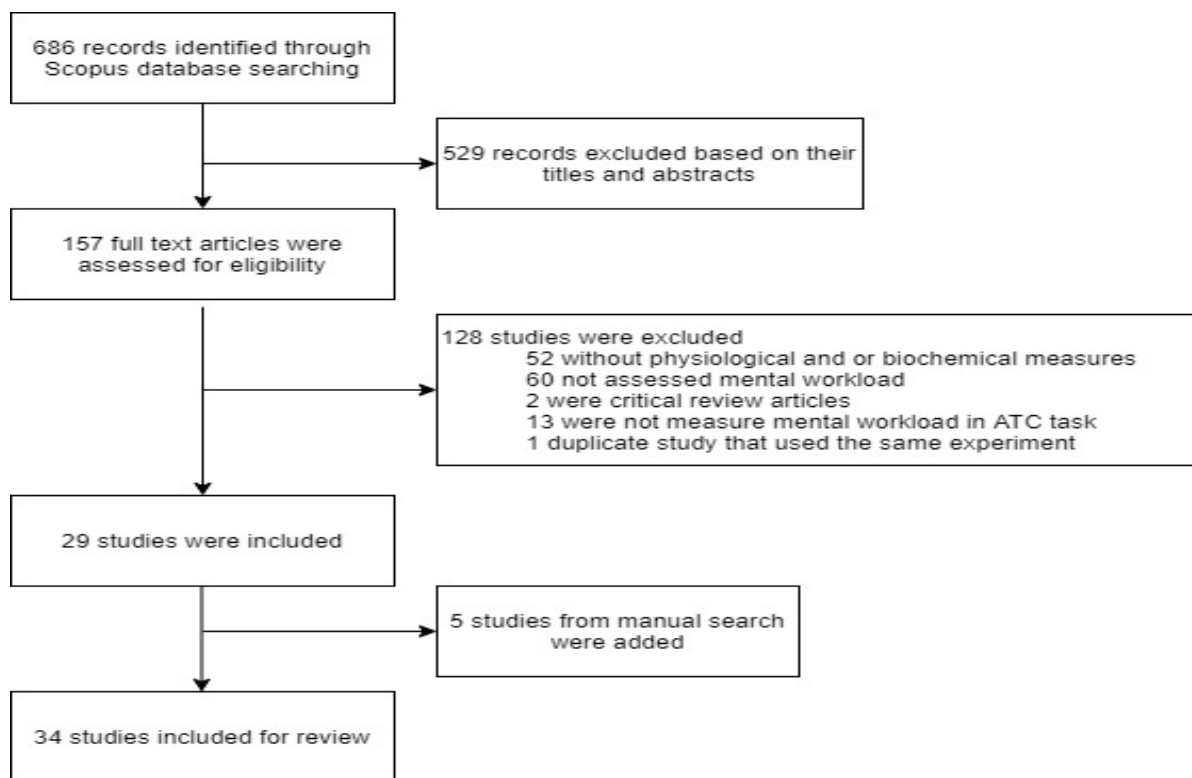 686 records identified through
Scopus database searching
529 records excluded based on their
titles and abstracts
157 full text articles were
assessed for eligibility
128 studies were excluded
52 without physiological and or biochemical measures
60 not assessed mental workload
2 were critical review articles
13 were not measure mental workload in ATC task
1 duplicate study that used the same experiment
29 studies were included
5 studies from manual search
were added
34 studies included for review